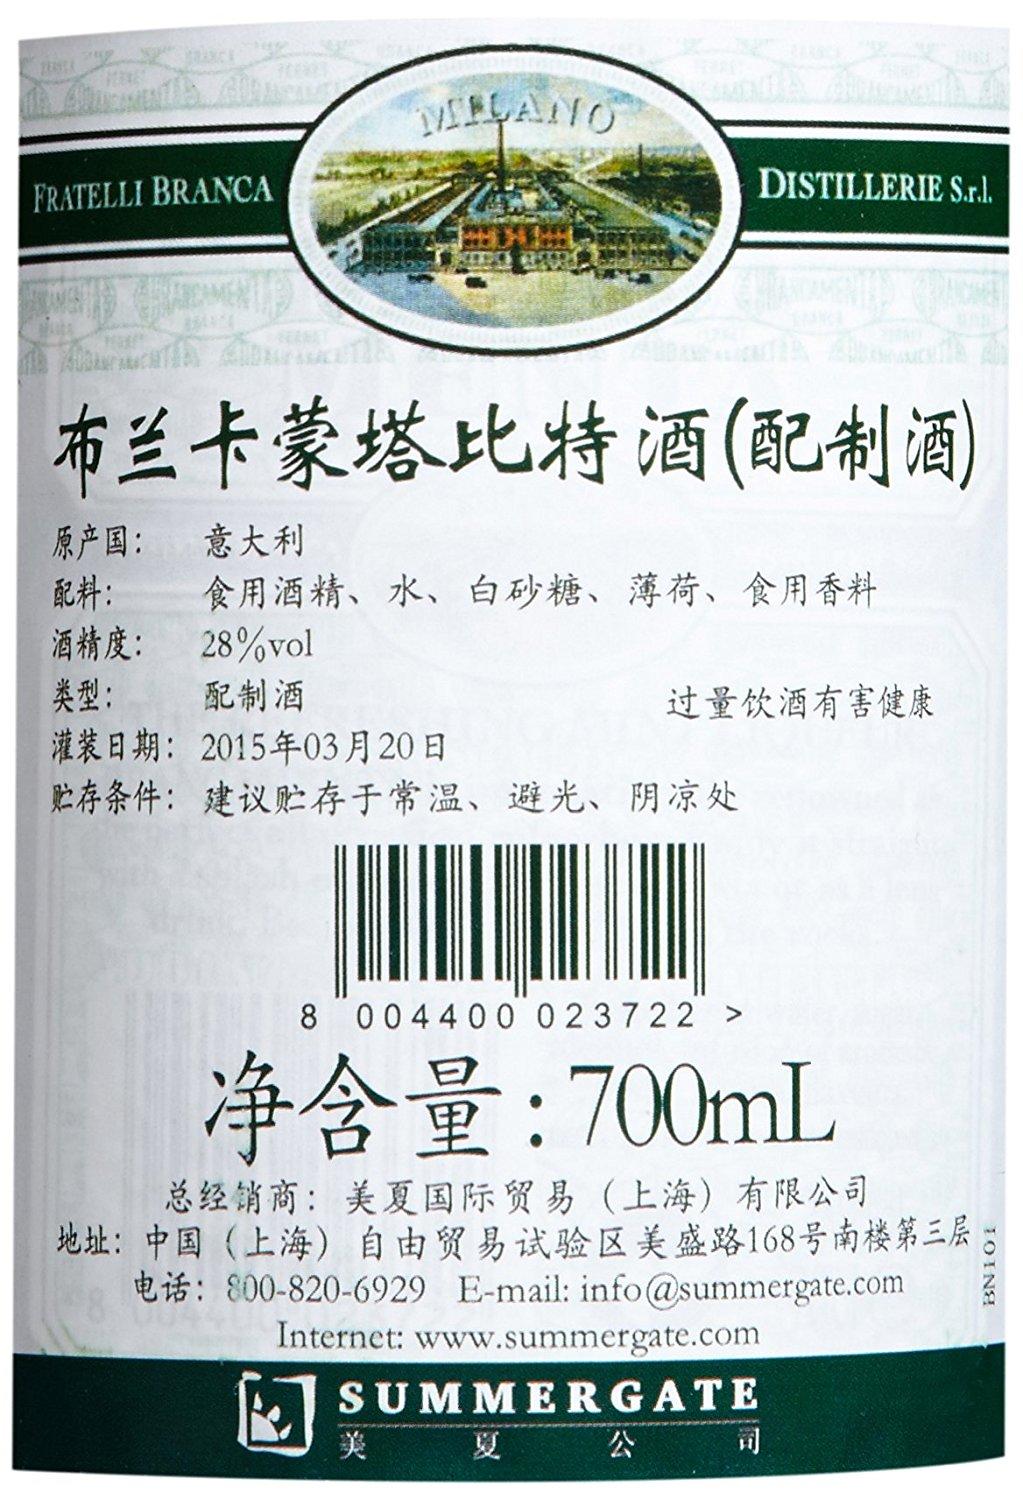 MILANO
FRATELLI BRANCA DISTILLERIE S.r.l.
布兰卡蒙塔比特酒(配制酒)
原产国： 意大利
配料： 食用酒精、水、白砂糖、薄荷、食用香料
酒精度： 28%vol
类型： 配制酒 过量饮酒有害健康
灌装日期： 2015年03月20日
贮存条件： 建议贮存于常温、避光、阴凉处
8 004400 023722 >
净含量：700mL
总经销商：美夏国际贸易（上海）有限公司
地址：中国（上海）自由贸易试验区美盛路168号南楼第三层
BN101
电话：800-820-6929 E-mail: info@summergate.com
Internet: www.summergate.com
SUMMERGATE
美夏公司